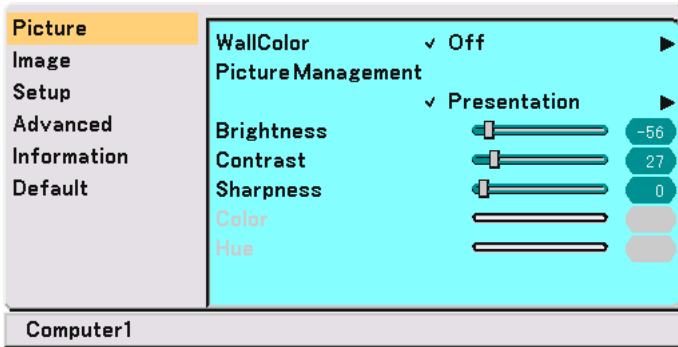 Picture
Image
Setup
Advanced
Information
Default
WallColor ✓ Off ▶
Picture Management
✓ Presentation ▶
Brightness -56
Contrast 27
Sharpness 0
Color
Hue
Computer1